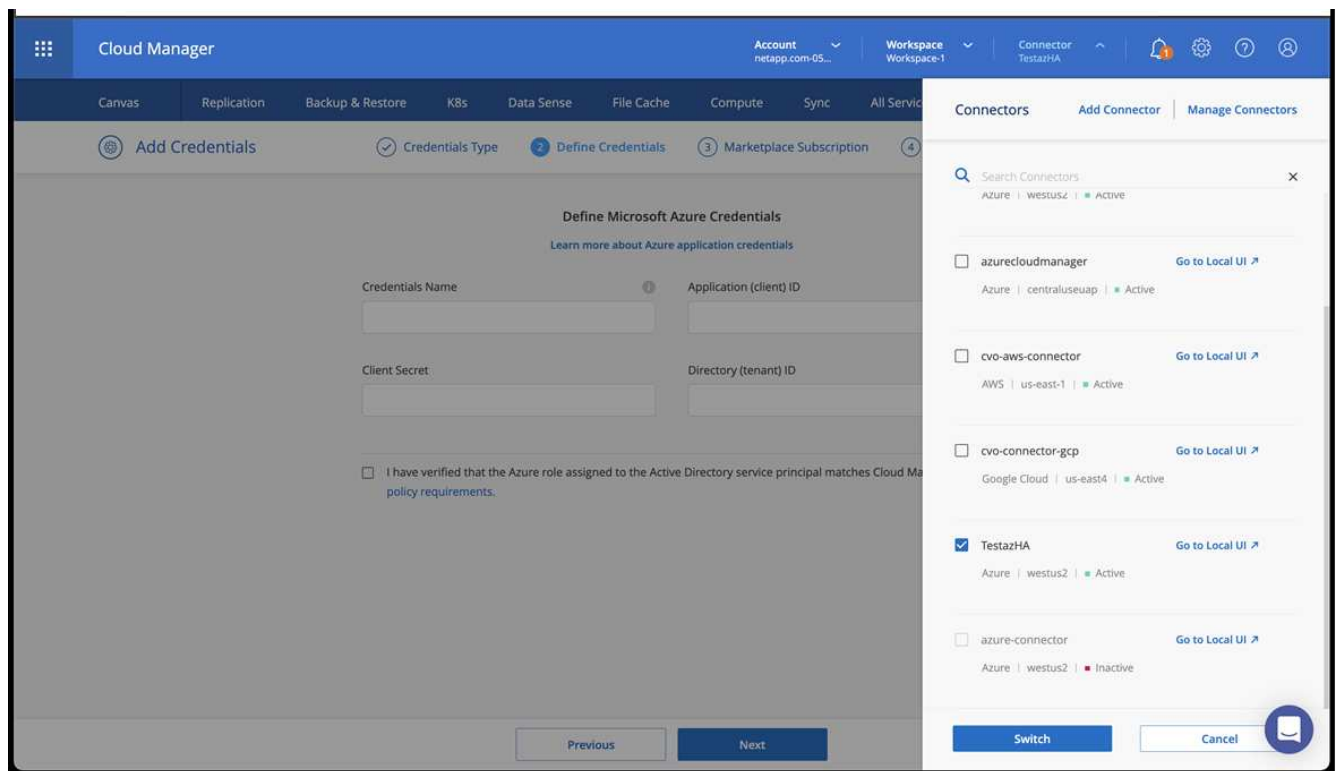 Cloud Manager
Account
netapp.com-05...
Workspace
Workspace-1
Connector
TestazHA
1
Canvas Replication Backup & Restore K8s Data Sense File Cache Compute Sync All Servic
Add Credentials
Credentials Type
2 Define Credentials
3 Marketplace Subscription
4
Define Microsoft Azure Credentials
Learn more about Azure application credentials
Credentials Name
Application (client) ID
Client Secret
Directory (tenant) ID
I have verified that the Azure role assigned to the Active Directory service principal matches Cloud Ma
policy requirements.
Previous
Next
Connectors
Add Connector | Manage Connectors
Search Connectors
Azure | westus2 | Active
azurecloudmanager
Go to Local UI
Azure | centraluseuap | Active
cvo-aws-connector
Go to Local UI
AWS | us-east-1 | Active
cvo-connector-gcp
Go to Local UI
Google Cloud | us-east4 | Active
TestazHA
Go to Local UI
Azure | westus2 | Active
azure-connector
Go to Local UI
Azure | westus2 | Inactive
Switch
Cancel